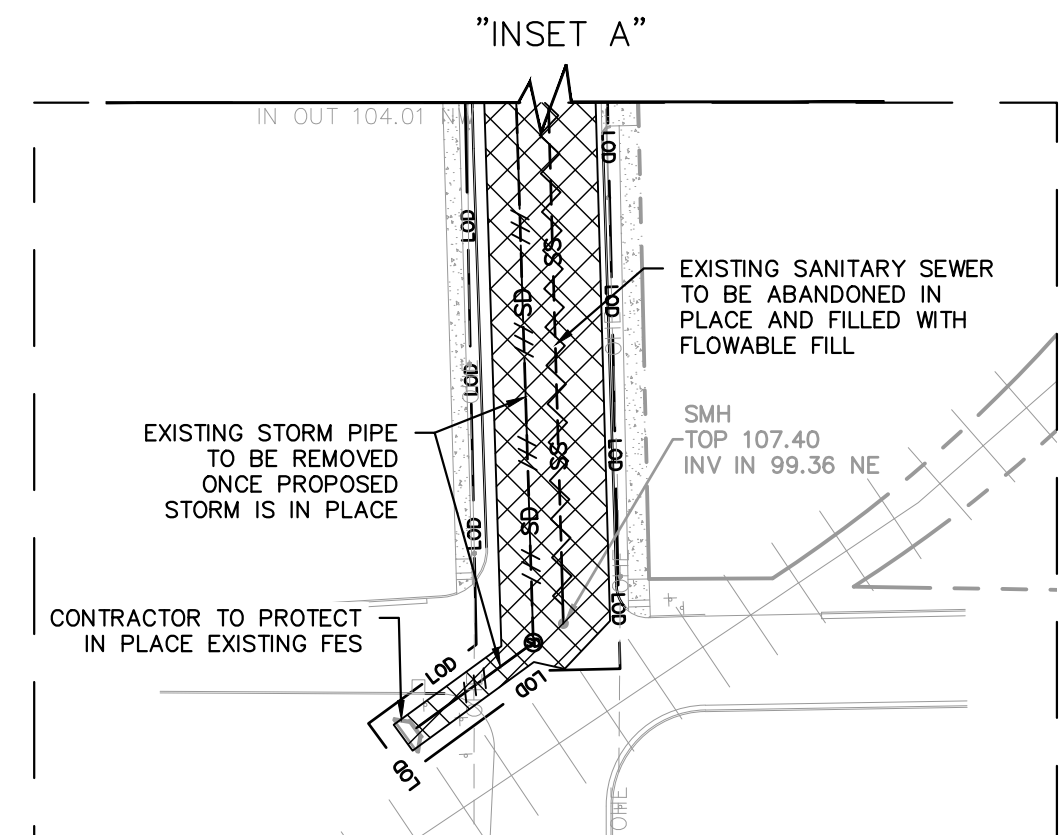 "INSET A"
IN OUT 104.01 NW
LOD
LOD
SS
EXISTING SANITARY SEWER
TO BE ABANDONED IN
PLACE AND FILLED WITH
FLOWABLE FILL
SD
LOD
LOD
SMH
TOP 107.40
INV IN 99.36 NE
EXISTING STORM PIPE
TO BE REMOVED
ONCE PROPOSED
STORM IS IN PLACE
SS
LOD
SD
LOD
CONTRACTOR TO PROTECT
IN PLACE EXISTING FES
LOD
LOD
LOD
LOD
OHE